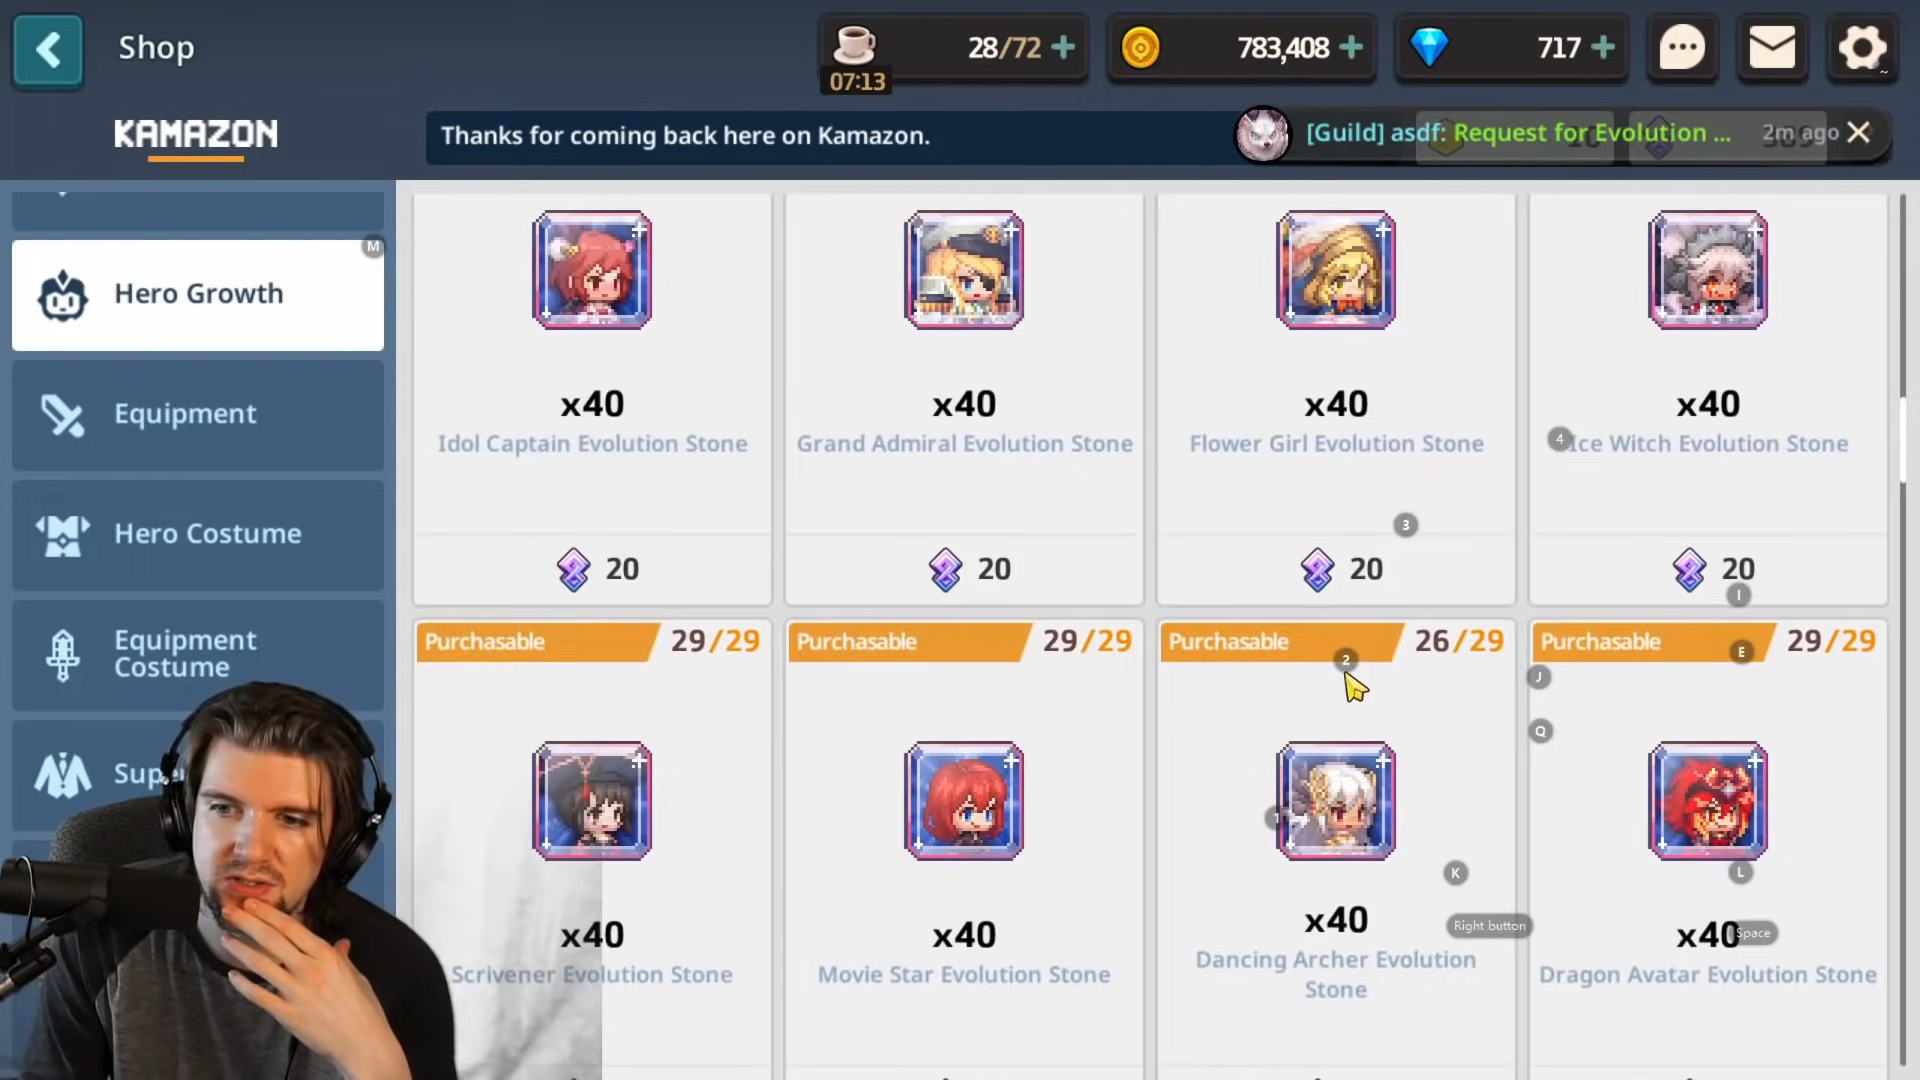 Shop
28/72
07:13
783,408
717
~
KAMAZON
Thanks for coming back here on Kamazon.
[Guild] asdf: Request for Evolution ...
2m ago
Hero Growth
M
Equipment
Hero Costume
Equipment
Costume
x40
Idol Captain Evolution Stone
20
x40
Grand Admiral Evolution Stone
20
x40
Flower Girl Evolution Stone
3
20
x40
4
Ice Witch Evolution Stone
20
I
Purchasable 29/29
x40
Scrivener Evolution Stone
Purchasable 29/29
x40
Movie Star Evolution Stone
Purchasable 26/29
2
1
K
Right button
x40
Dancing Archer Evolution
Stone
Purchasable 29/29
E
J
Q
L
x40
Space
Dragon Avatar Evolution Stone